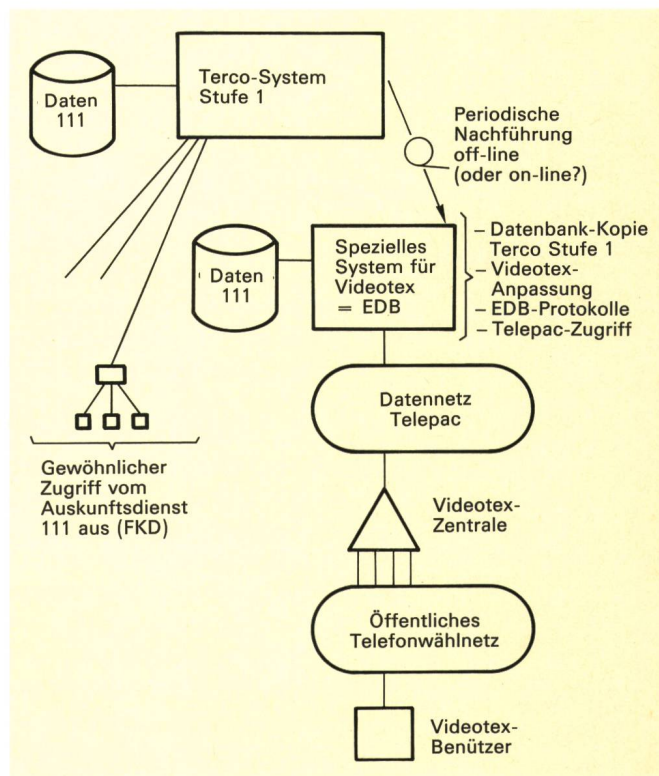 Daten
111
Terco-System
Stufe 1
Periodische
Nachführung
off-line
(oder on-line?)
Daten
111
Spezielles
System für
Videotex
= EDB
– Datenbank-Kopie
Terco Stufe 1
– Videotex-
Anpassung
– EDB-Protokolle
– Telepac-Zugriff
Datennetz
Telepac
Gewöhnlicher
Zugriff vom
Auskunftsdienst
111 aus (FKD)
Videotex-
Zentrale
Öffentliches
Telefonwählnetz
Videotex-
Benützer